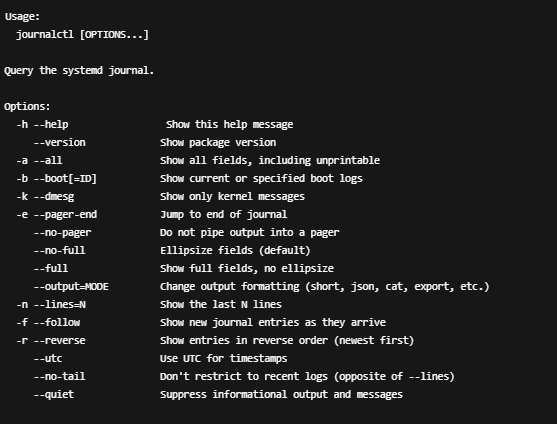 Usage:
  journalctl [OPTIONS...]

Query the systemd journal.

Options:
  -h --help                 Show this help message
     --version             Show package version
  -a --all                 Show all fields, including unprintable
  -b --boot[=ID]           Show current or specified boot logs
  -k --dmesg               Show only kernel messages
  -e --pager-end           Jump to end of journal
     --no-pager            Do not pipe output into a pager
     --no-full             Ellipsize fields (default)
     --full                Show full fields, no ellipsize
     --output=MODE         Change output formatting (short, json, cat, export, etc.)
  -n --lines=N             Show the last N lines
  -f --follow              Show new journal entries as they arrive
  -r --reverse             Show entries in reverse order (newest first)
     --utc                 Use UTC for timestamps
     --no-tail             Don't restrict to recent logs (opposite of --lines)
     --quiet               Suppress informational output and messages